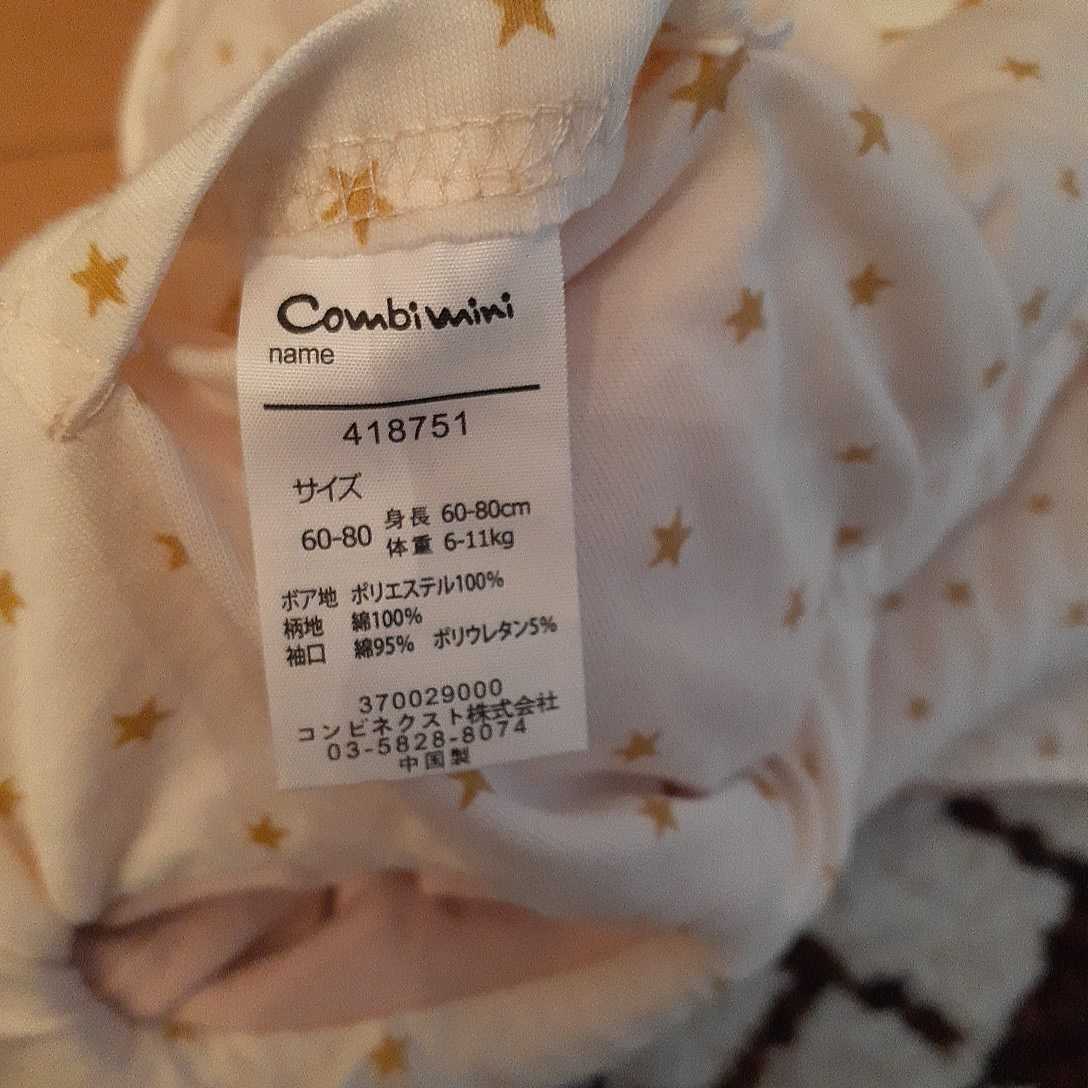 Combimini
name
418751
サイズ
60-80 身長 60-80cm
体重 6-11kg
ボア地 ポリエステル100%
柄地 綿100%
袖口 綿95% ポリウレタン5%
370029000
コンビネクスト株式会社
03-5828-8074
中国製